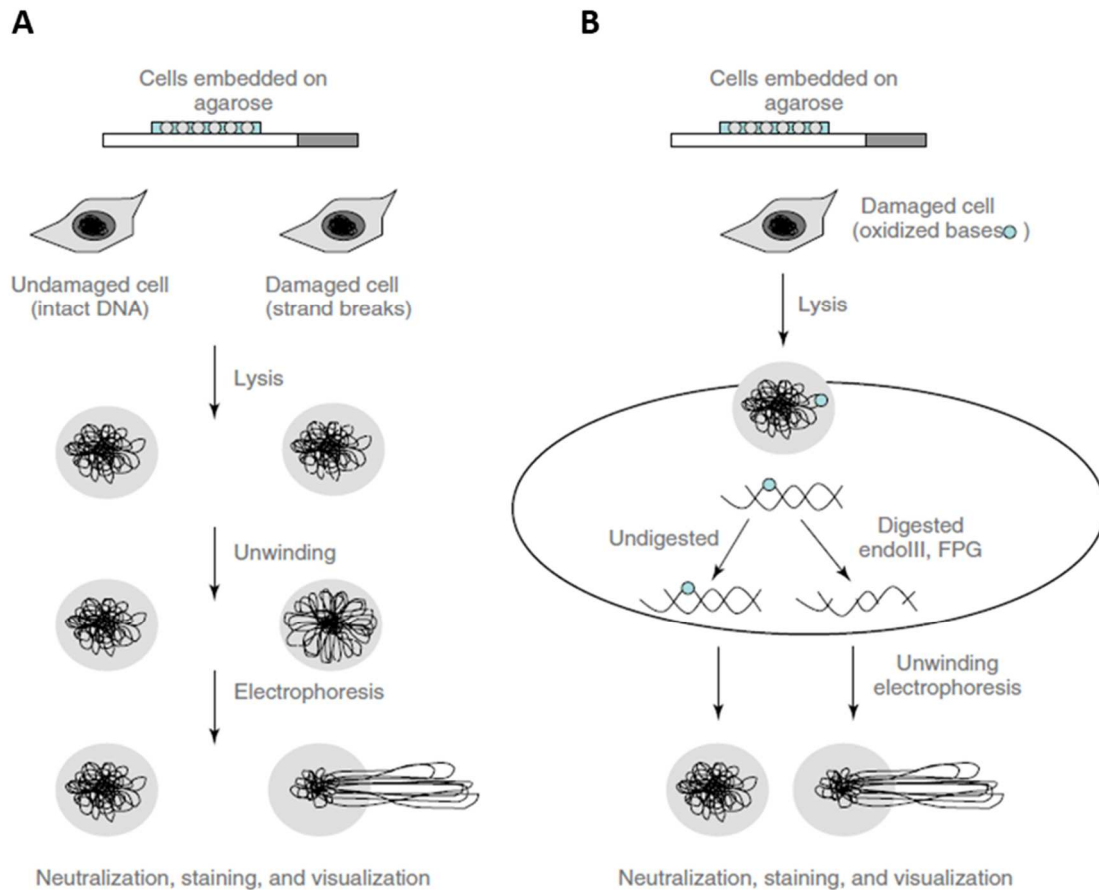 A
Cells embedded on
agarose
Undamaged cell
(intact DNA)
Damaged cell
(strand breaks)
Lysis
Unwinding
Electrophoresis
Neutralization, staining, and visualization
B
Cells embedded on
agarose
Damaged cell
(oxidized bases )
Lysis
Undigested
Digested
endoIII, FPG
Unwinding
electrophoresis
Neutralization, staining, and visualization